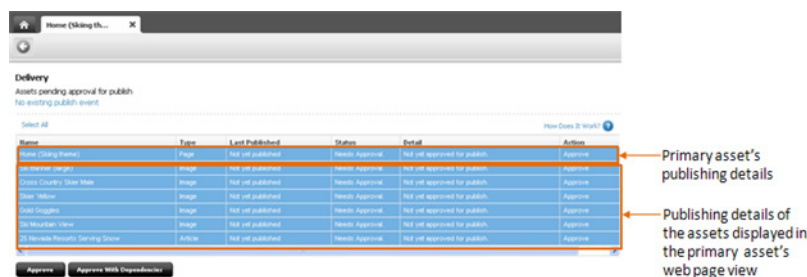 Home (Skiing th... X
Delivery
Assets pending approval for publish
No existing publish event
Select All How Does It Work? ?
Name Type Last Published Status Detail Action
Home (Skiing theme) Page Not yet published Needs Approval Not yet approved for publish. Approve
Ski Banner (large) Image Not yet published Needs Approval Not yet approved for publish. Approve
Cross Country Skier Male Image Not yet published Needs Approval Not yet approved for publish. Approve
Skier Yellow Image Not yet published Needs Approval Not yet approved for publish. Approve
Gold Goggles Image Not yet published Needs Approval Not yet approved for publish. Approve
Ski Mountain View Image Not yet published Needs Approval Not yet approved for publish. Approve
25 Nevada Resorts Serving Snow Article Not yet published Needs Approval Not yet approved for publish. Approve
Approve Approve With Dependencies
Primary asset's
publishing details
Publishing details of
the assets displayed in
the primary asset's
web page view